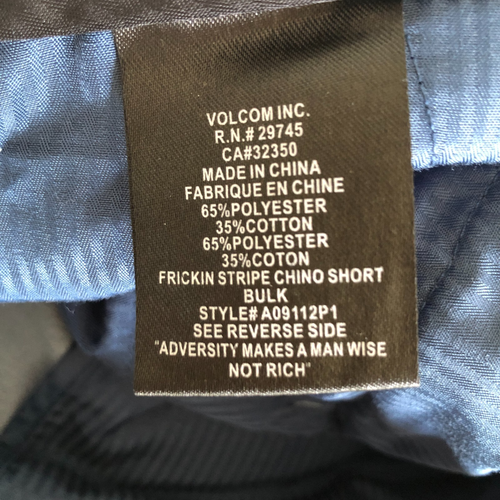 VOLCOM INC.
R.N.# 29745
CA#32350
MADE IN CHINA
FABRIQUE EN CHINE
65%POLYESTER
35%COTTON
65%POLYESTER
35%COTON
FRICKIN STRIPE CHINO SHORT
BULK
STYLE# A09112P1
SEE REVERSE SIDE
"ADVERSITY MAKES A MAN WISE
NOT RICH"